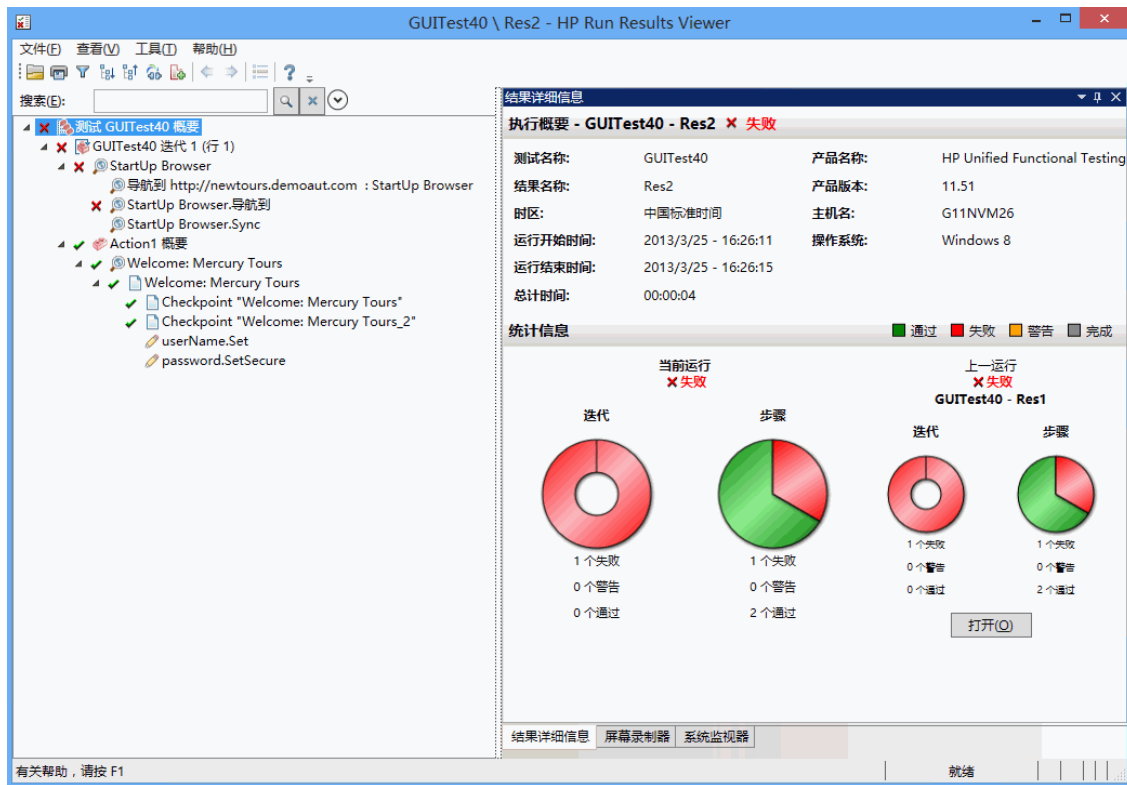 GUITest40 \ Res2 - HP Run Results Viewer
文件(F) 查看(V) 工具(T) 帮助(H)
搜索(E):
测试 GUITest40 概要
GUITest40 迭代 1 (行 1)
StartUp Browser
导航到 http://newtours.demoaut.com : StartUp Browser
StartUp Browser.导航到
StartUp Browser.Sync
Action1 概要
Welcome: Mercury Tours
Welcome: Mercury Tours
Checkpoint "Welcome: Mercury Tours"
Checkpoint "Welcome: Mercury Tours_2"
userName.Set
password.SetSecure
结果详细信息
执行概要 - GUITest40 - Res2 失败
测试名称: GUITest40 产品名称: HP Unified Functional Testing
结果名称: Res2 产品版本: 11.51
时区: 中国标准时间 主机名: G11NVM26
运行开始时间: 2013/3/25 - 16:26:11 操作系统: Windows 8
运行结束时间: 2013/3/25 - 16:26:15
总计时间: 00:00:04
统计信息 通过 失败 警告 完成
当前运行
失败
迭代 步骤
1 个失败 1 个失败
0 个警告 0 个警告
0 个通过 2 个通过
上一运行
失败
GUITest40 - Res1
迭代 步骤
1 个失败 1 个失败
0 个警告 0 个警告
0 个通过 2 个通过
打开(O)
结果详细信息 屏幕录制器 系统监视器
有关帮助，请按 F1 就绪